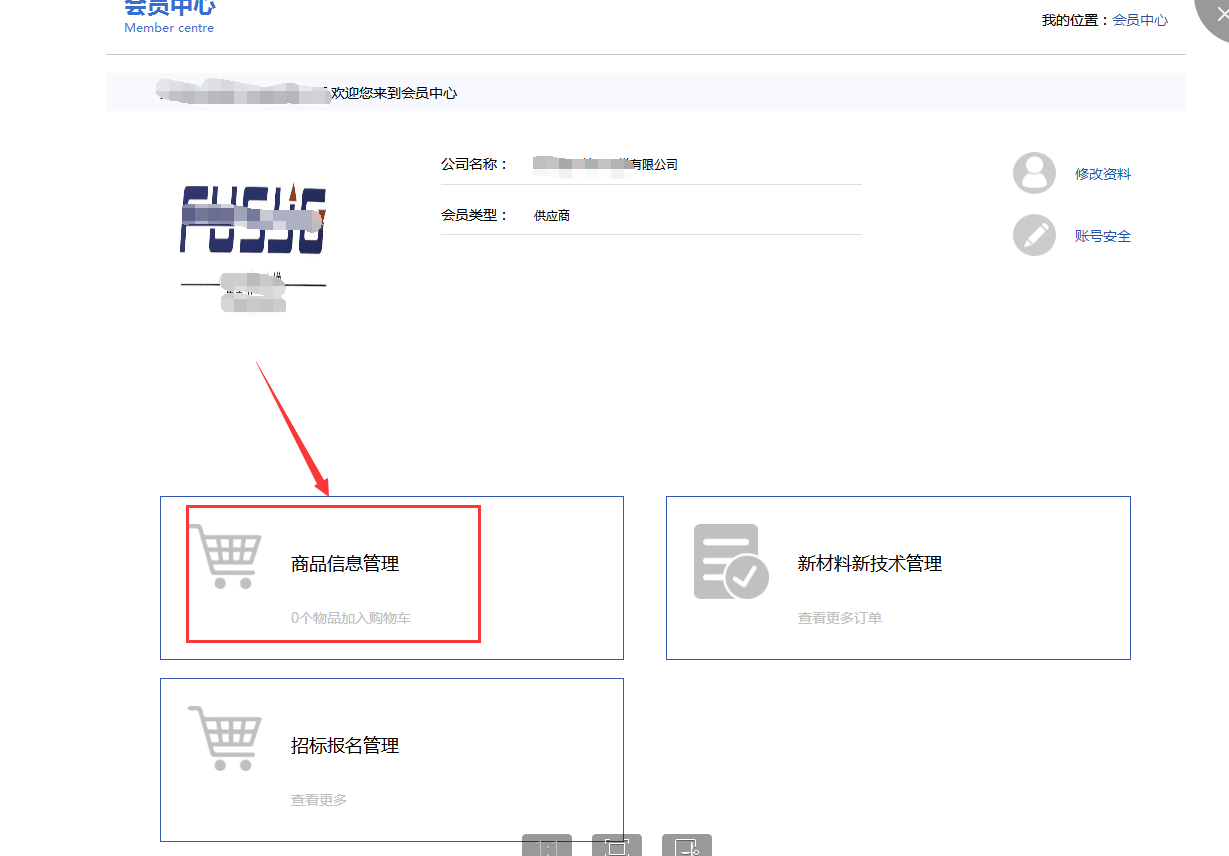 会员中心
Member centre
我的位置：会员中心
欢迎您来到会员中心
公司名称：
有限公司
会员类型：
供应商
修改资料
账号安全
商品信息管理
0个物品加入购物车
新材料新技术管理
查看更多订单
招标报名管理
查看更多